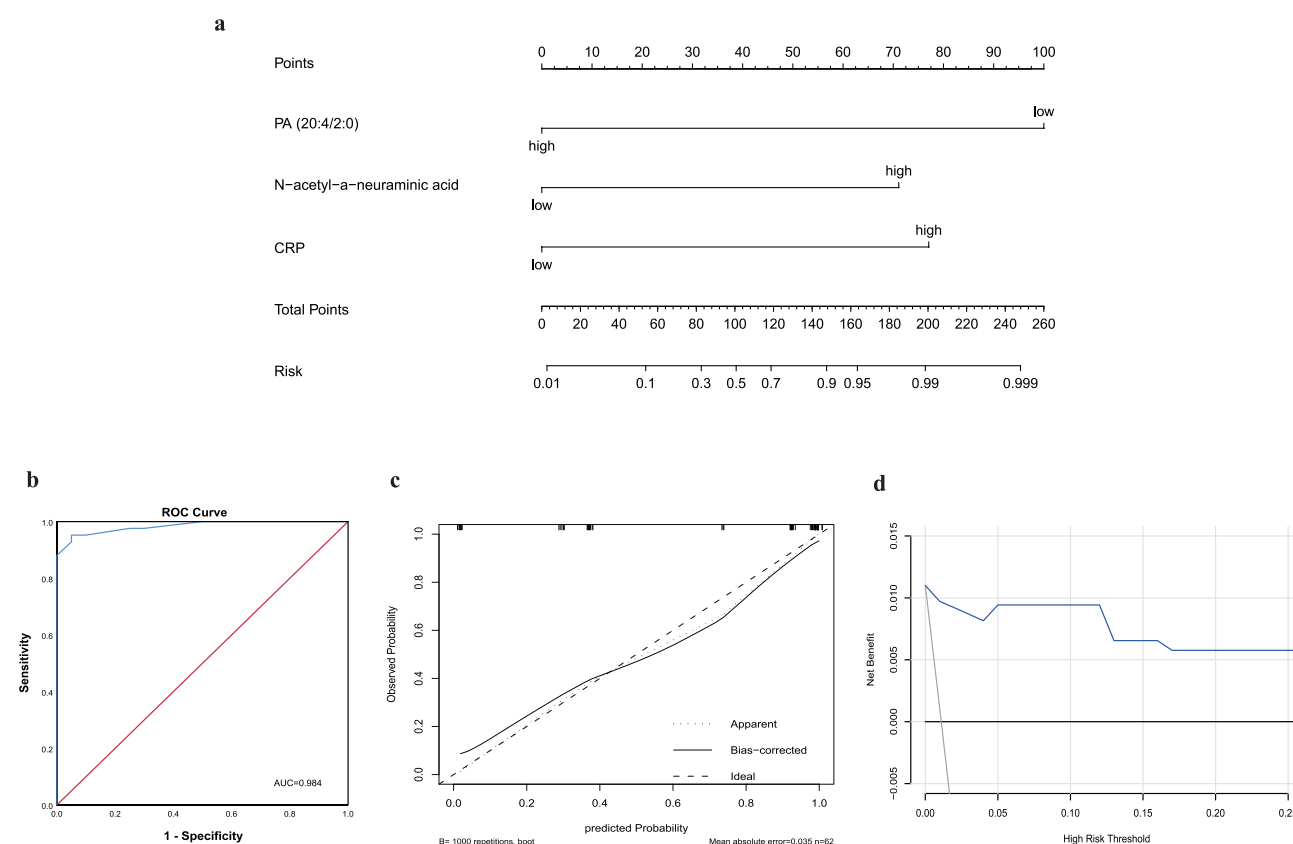 a
Points
0 10 20 30 40 50 60 70 80 90 100
PA (20:4/2:0)
low
high
N−acetyl−a−neuraminic acid
high
low
CRP
high
low
Total Points
0 20 40 60 80 100 120 140 160 180 200 220 240 260
Risk
0.01 0.1 0.3 0.5 0.7 0.9 0.95 0.99 0.999
b
ROC Curve
Sensitivity
1.0
0.8
0.6
0.4
0.2
0.0
AUC=0.984
0.0 0.2 0.4 0.6 0.8 1.0
1 - Specificity
c
Observed Probability
1.0
0.8
0.6
0.4
0.2
0.0
Apparent
Bias−corrected
Ideal
0.0 0.2 0.4 0.6 0.8 1.0
predicted Probability
B= 1000 repetitions, boot
Mean absolute error=0.035 n=62
d
Net Benefit
0.015
0.010
0.005
0.000
−0.005
0.00 0.05 0.10 0.15 0.20
High Risk Threshold